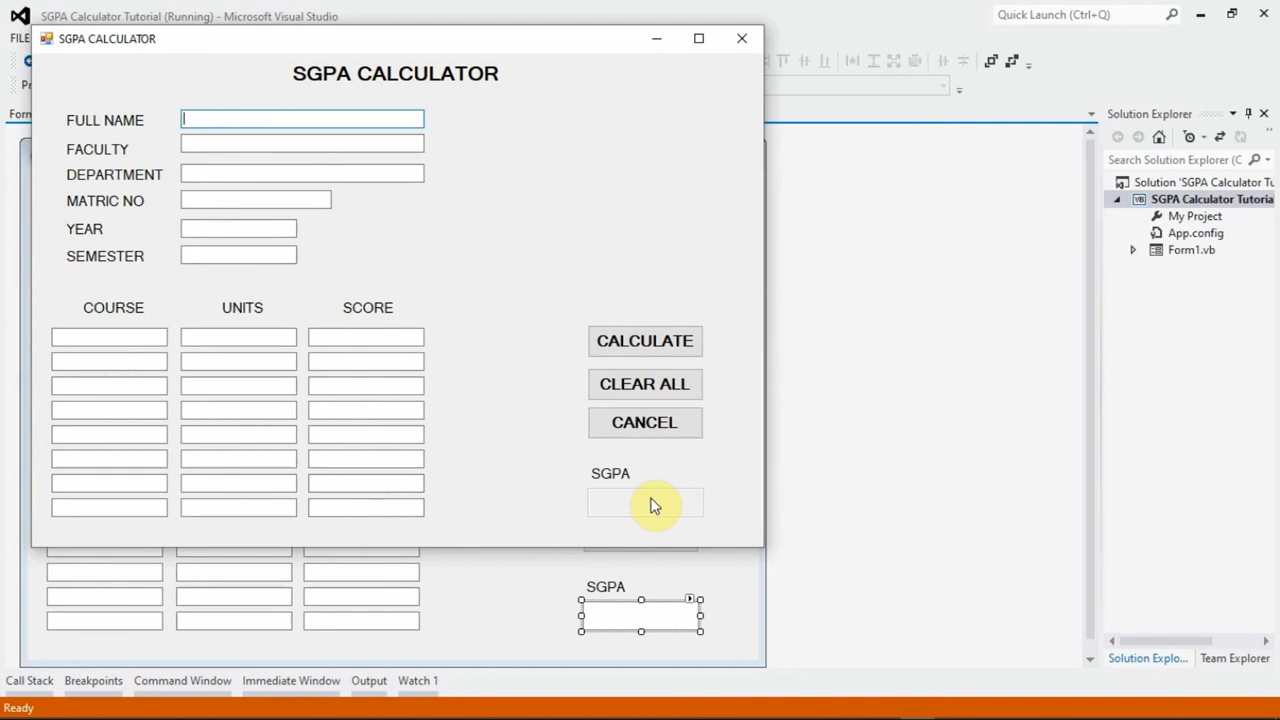 SGPA Calculator Tutorial (Running) - Microsoft Visual Studio
Quick Launch (Ctrl+Q)
SGPA CALCULATOR
FILE
SGPA CALCULATOR
FULL NAME
FACULTY
DEPARTMENT
MATRIC NO
YEAR
SEMESTER
COURSE UNITS SCORE
CALCULATE
CLEAR ALL
CANCEL
SGPA
SGPA
Solution Explorer
Search Solution Explorer (C
Solution 'SGPA Calculator Tu
VB SGPA Calculator Tutoria
My Project
App.config
Form1.vb
Solution Explo... Team Explorer
Call Stack Breakpoints Command Window Immediate Window Output Watch 1
Ready